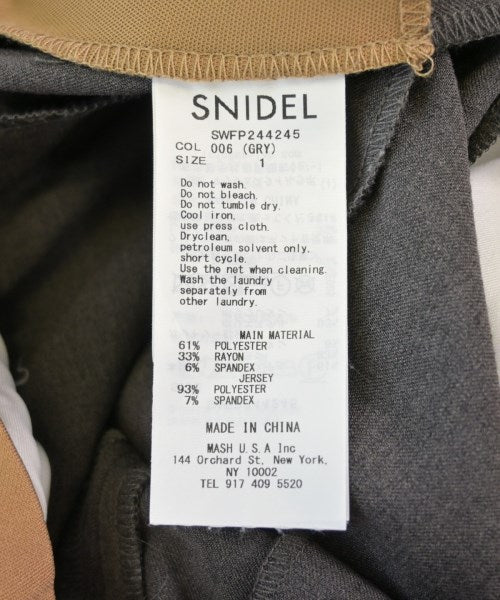 SNIDEL
SWFP244245
COL 006 (GRY)
SIZE 1
Do not wash.
Do not bleach.
Do not tumble dry.
Cool iron.
use press cloth.
Dryclean,
petroleum solvent only.
short cycle.
Use the net when cleaning.
Wash the laundry
separately from
other laundry.
MAIN MATERIAL
61% POLYESTER
33% RAYON
6% SPANDEX
JERSEY
93% POLYESTER
7% SPANDEX
MADE IN CHINA
MASH U.S.A Inc
144 Orchard St, New York,
NY 10002
TEL 917 409 5520